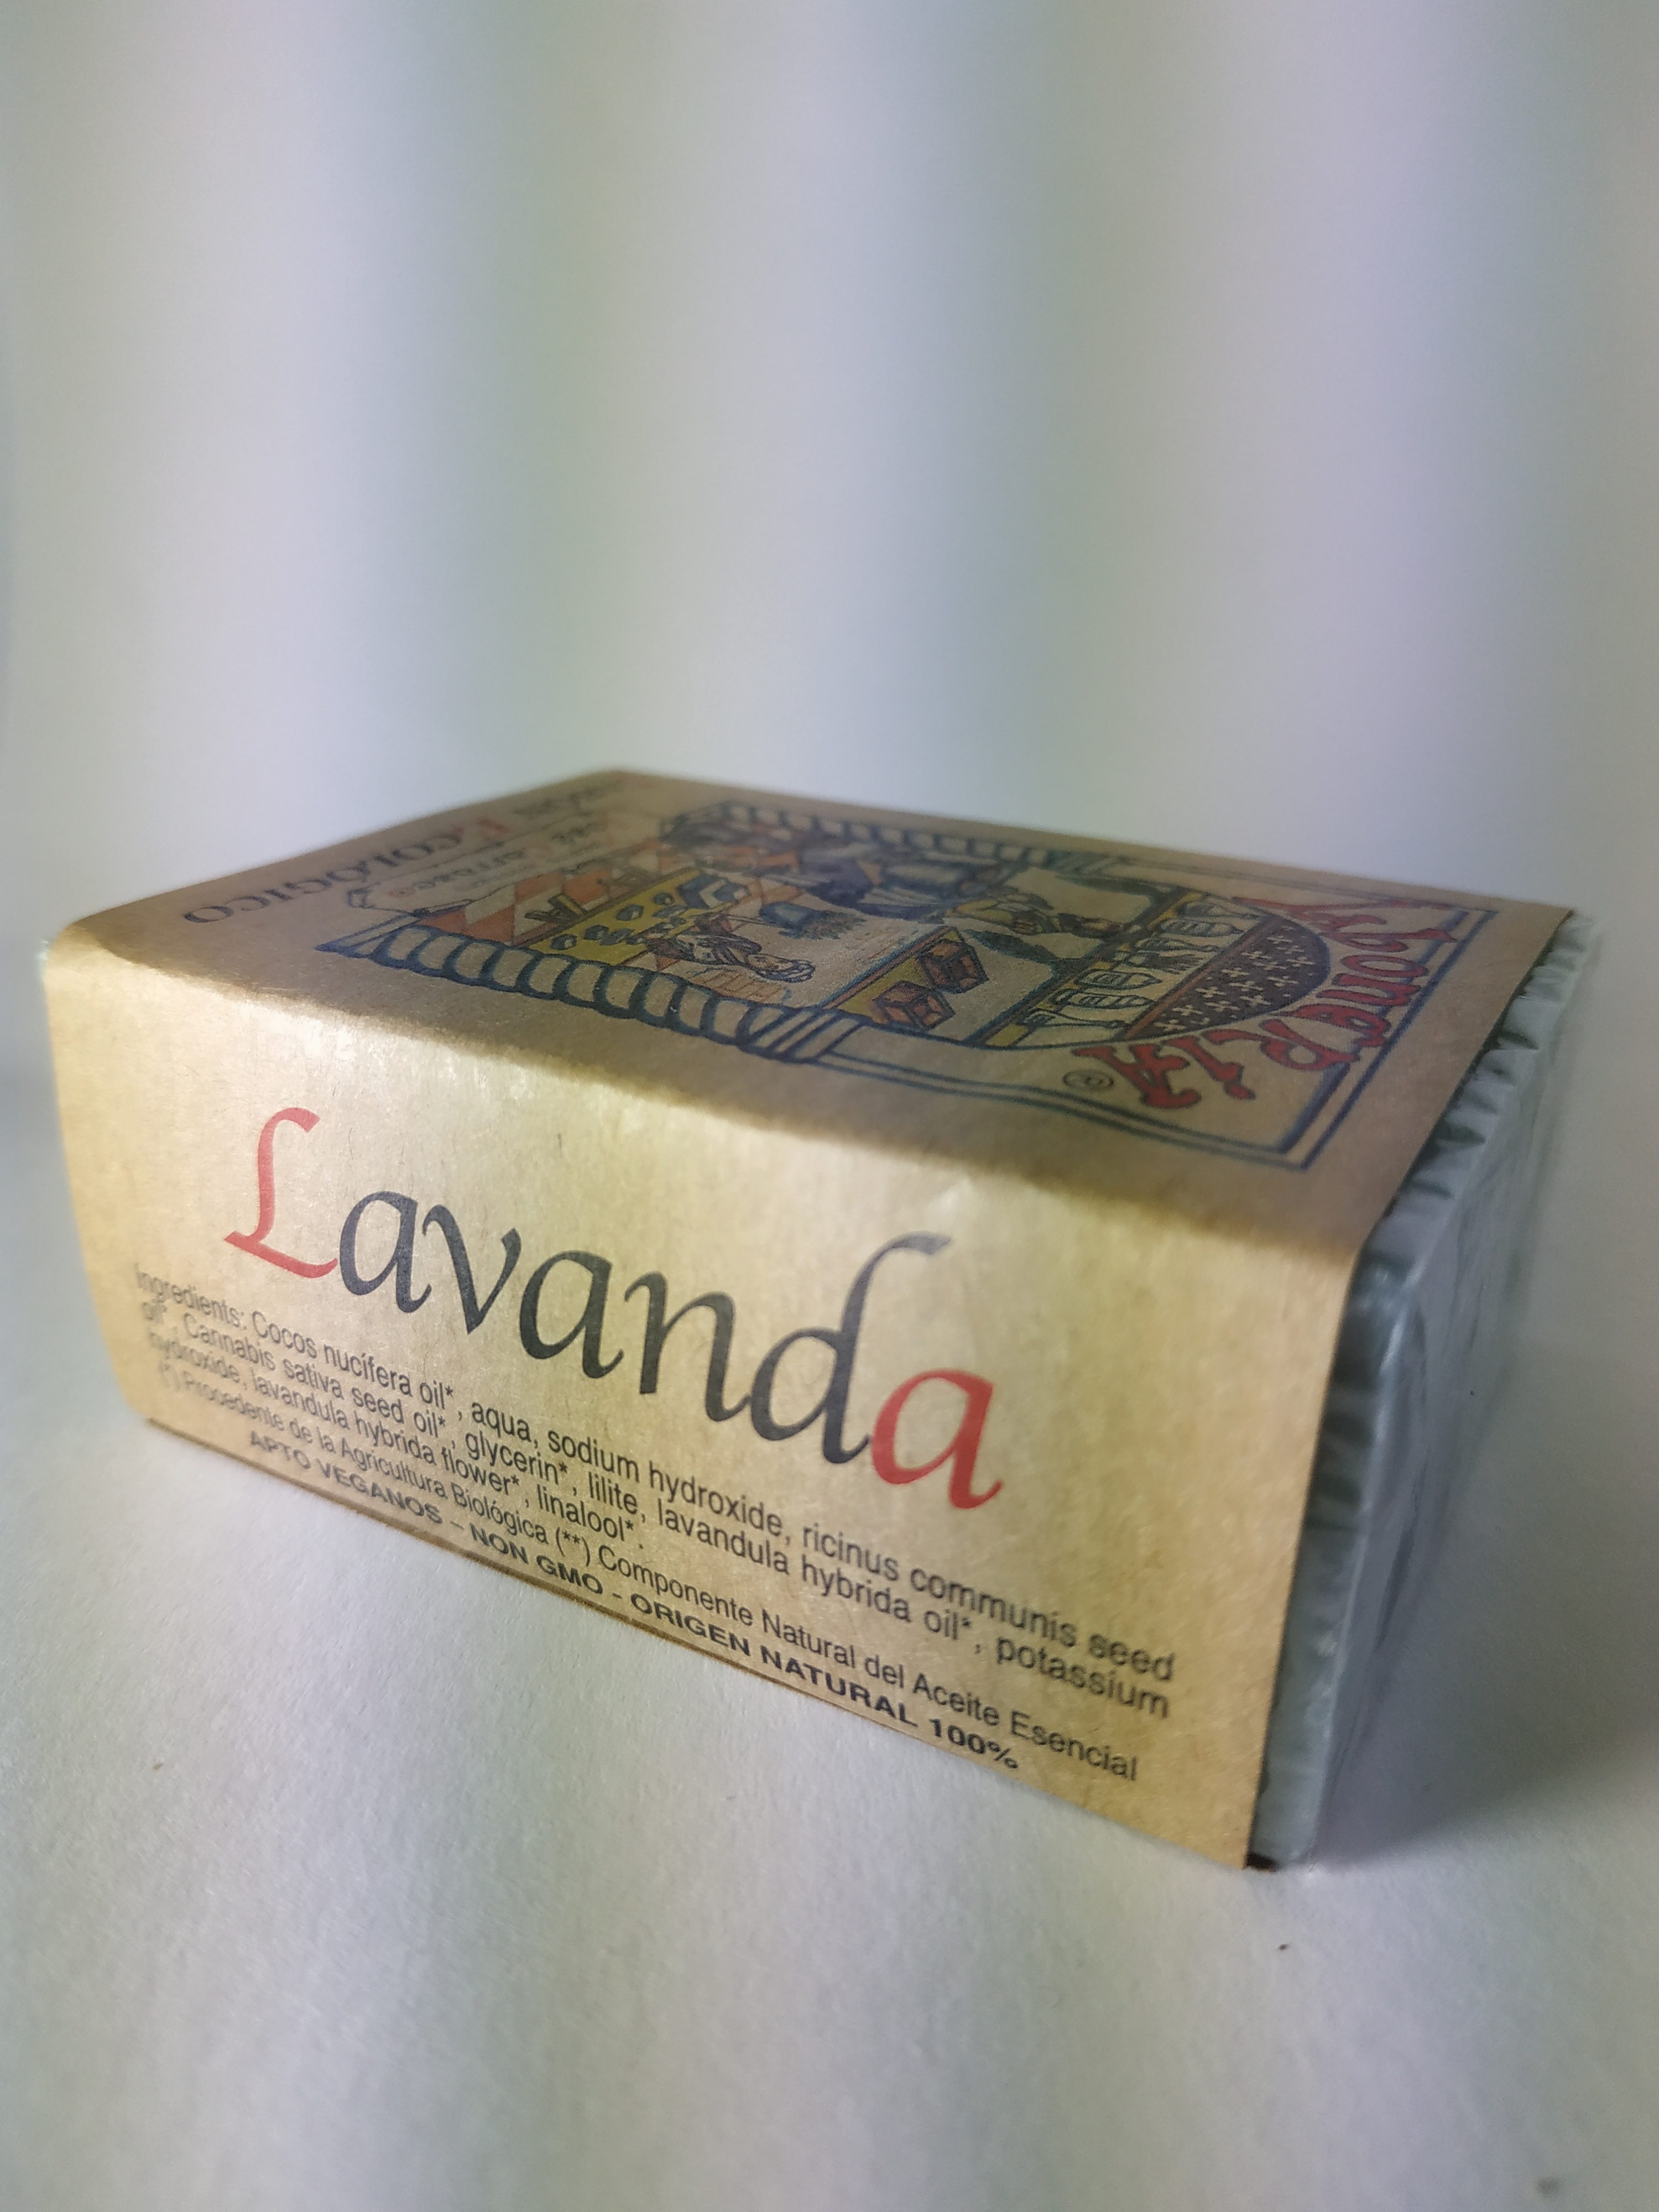 JaBONeRíA
®
ECOLÓGICO
Lavanda
Ingredients: Cocos nucífera oil*, aqua, sodium hydroxide, ricinus communis seed
oil*, Cannabis sativa seed oil*, glycerin*, lilite, lavandula hybrida oil*, potassium
hydroxide, lavandula hybrida flower*, linalool*.
(*) Procedente de la Agricultura Biológica (**) Componente Natural del Aceite Esencial
APTO VEGANOS – NON GMO - ORIGEN NATURAL 100%